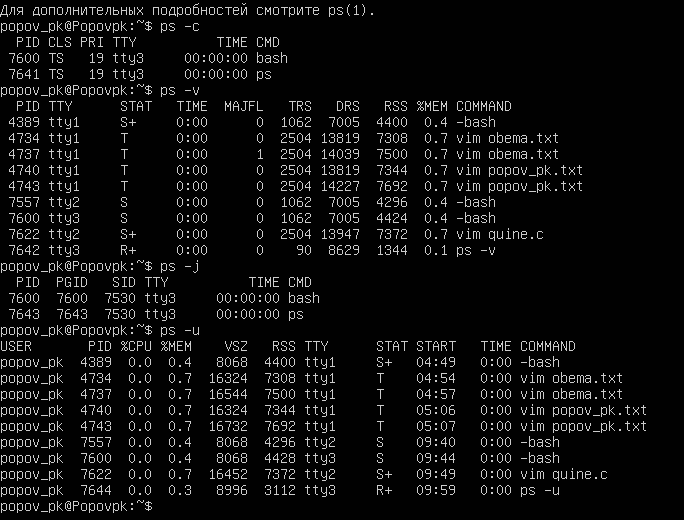 Для дополнительных подробностей смотрите ps(1).
popov_pk@Popovpk:~$ ps -c
  PID CLS PRI TTY          TIME CMD
 7600 TS   19 tty3     00:00:00 bash
 7641 TS   19 tty3     00:00:00 ps
popov_pk@Popovpk:~$ ps -v
  PID TTY      STAT   TIME  MAJFL   TRS   DRS   RSS %MEM COMMAND
 4389 tty1     S+     0:00      0  1062  7005  4400  0.4 -bash
 4734 tty1     T      0:00      0  2504 13819  7308  0.7 vim obema.txt
 4737 tty1     T      0:00      1  2504 14039  7500  0.7 vim obema.txt
 4740 tty1     T      0:00      0  2504 13819  7344  0.7 vim popov_pk.txt
 4743 tty1     T      0:00      0  2504 14227  7692  0.7 vim popov_pk.txt
 7557 tty2     S      0:00      0  1062  7005  4296  0.4 -bash
 7600 tty3     S      0:00      0  1062  7005  4424  0.4 -bash
 7622 tty2     S+     0:00      0  2504 13947  7372  0.7 vim quine.c
 7642 tty3     R+     0:00      0    90  8629  1344  0.1 ps -v
popov_pk@Popovpk:~$ ps -j
  PID  PGID   SID TTY          TIME CMD
 7600  7600  7530 tty3     00:00:00 bash
 7643  7643  7530 tty3     00:00:00 ps
popov_pk@Popovpk:~$ ps -u
USER       PID %CPU %MEM    VSZ   RSS TTY      STAT START   TIME COMMAND
popov_pk  4389  0.0  0.4   8068  4400 tty1     S+   04:49   0:00 -bash
popov_pk  4734  0.0  0.7  16324  7308 tty1     T    04:54   0:00 vim obema.txt
popov_pk  4737  0.0  0.7  16544  7500 tty1     T    04:57   0:00 vim obema.txt
popov_pk  4740  0.0  0.7  16324  7344 tty1     T    05:06   0:00 vim popov_pk.txt
popov_pk  4743  0.0  0.7  16732  7692 tty1     T    05:07   0:00 vim popov_pk.txt
popov_pk  7557  0.0  0.4   8068  4296 tty2     S    09:40   0:00 -bash
popov_pk  7600  0.0  0.4   8068  4428 tty3     S    09:44   0:00 -bash
popov_pk  7622  0.0  0.7  16452  7372 tty2     S+   09:49   0:00 vim quine.c
popov_pk  7644  0.0  0.3   8996  3112 tty3     R+   09:59   0:00 ps -u
popov_pk@Popovpk:~$